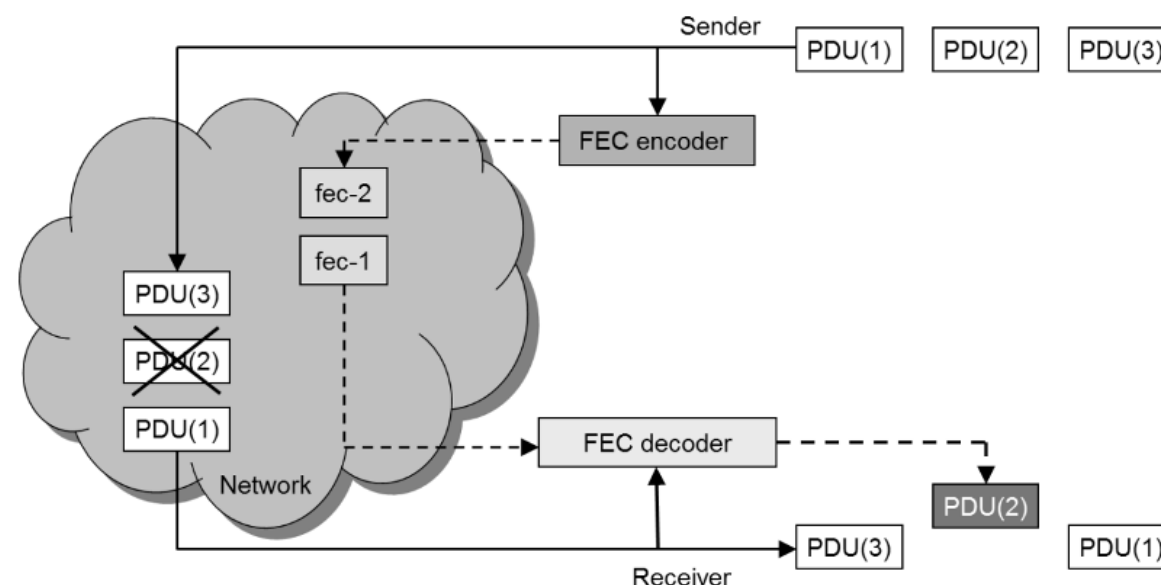 Sender
PDU(1) PDU(2) PDU(3)
FEC encoder
fec-2
fec-1
PDU(3)
PDU(2)
PDU(1)
FEC decoder
Network
PDU(2)
PDU(3) PDU(1)
Receiver